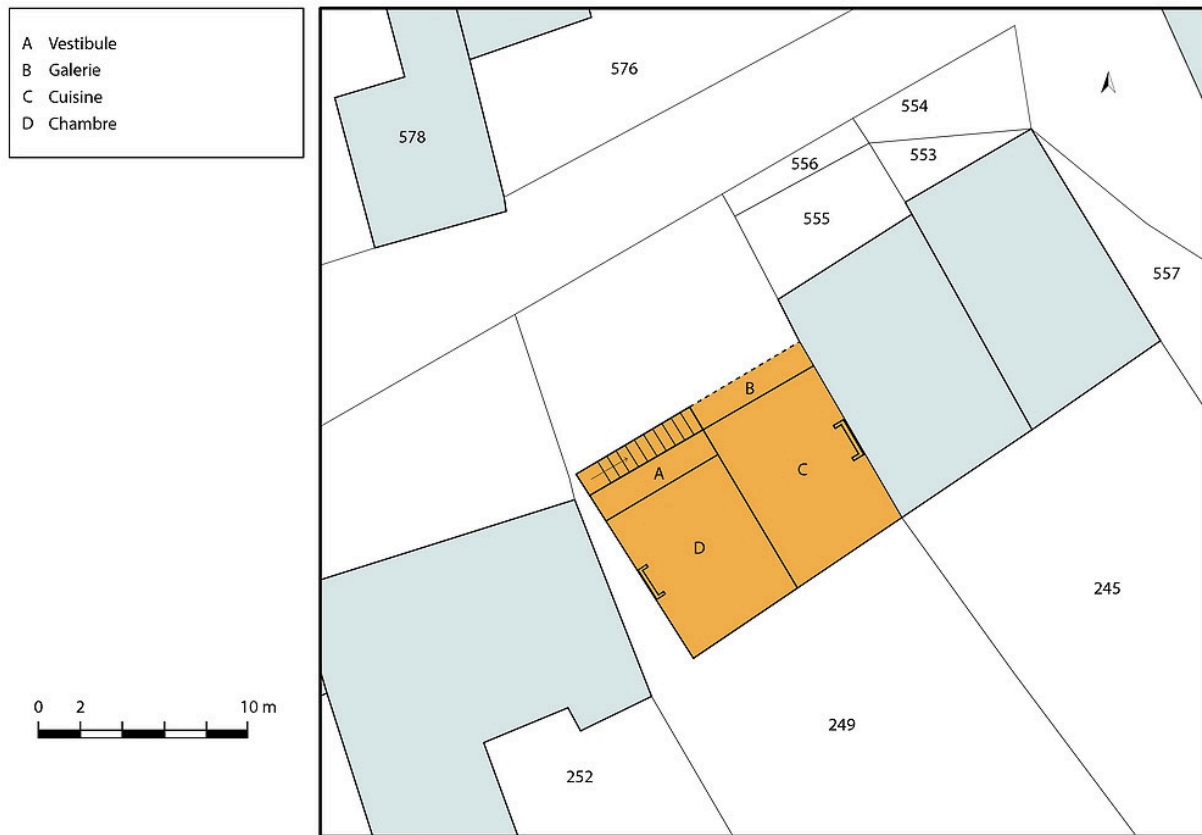 A Vestibule
B Galerie
C Cuisine
D Chambre
576
554
578
556
553
555
557
B
A
C
D
245
0 2 10 m
249
252